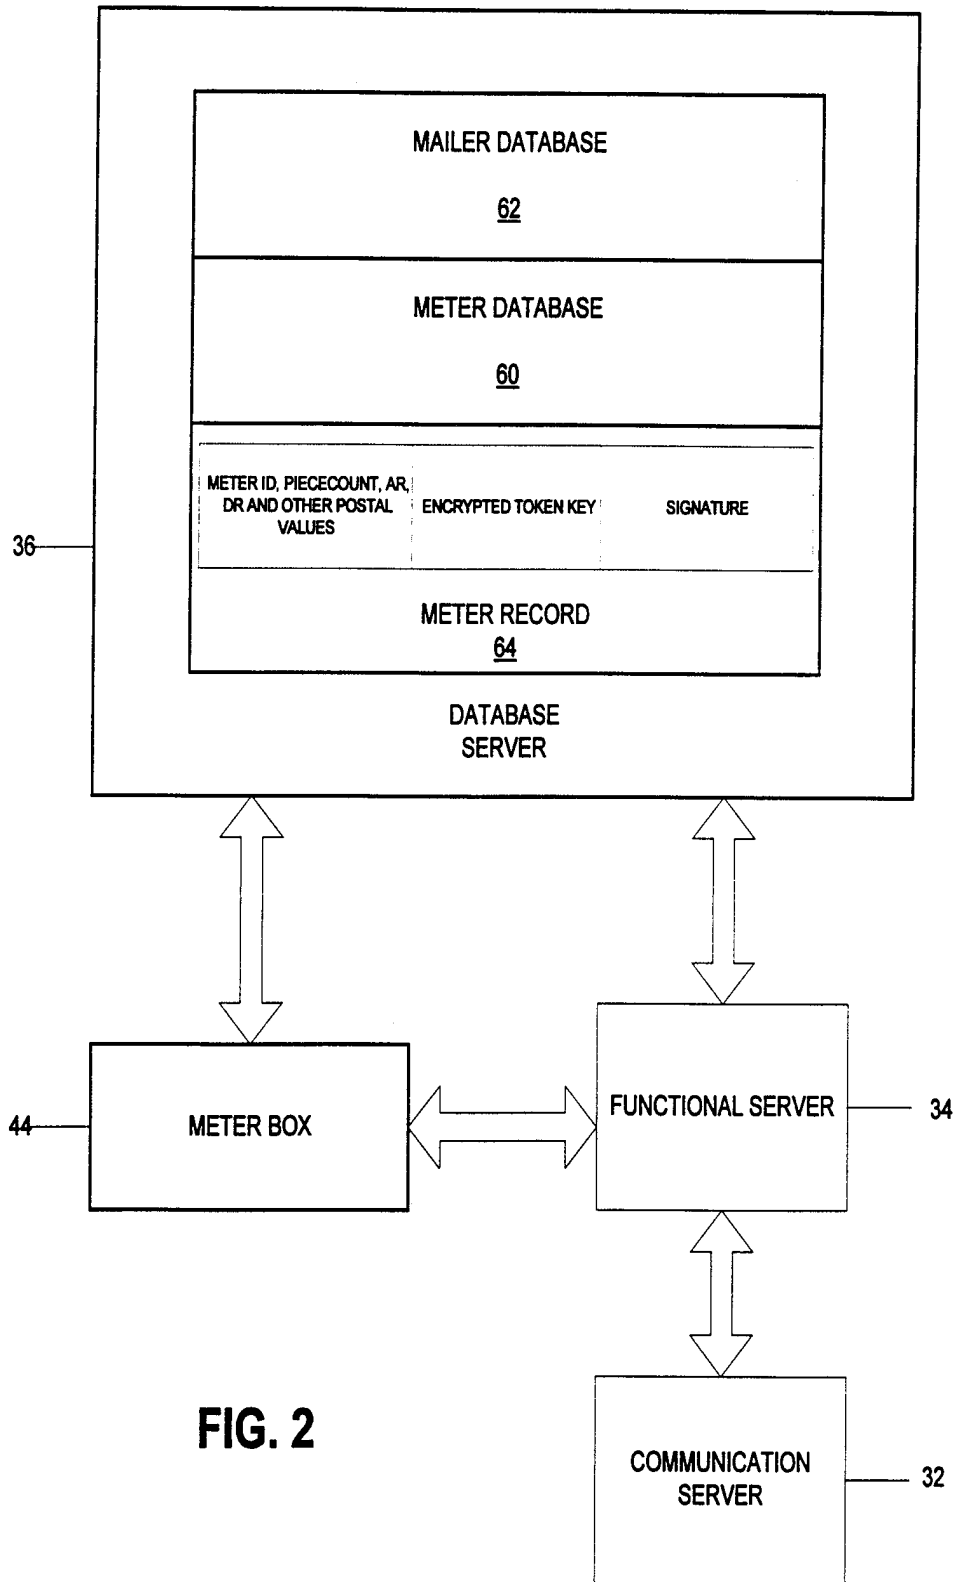 MAILER DATABASE
62
METER DATABASE
60
METER ID, PIECECOUNT, AR,
DR AND OTHER POSTAL
VALUES
ENCRYPTED TOKEN KEY
SIGNATURE
36
METER RECORD
64
DATABASE
SERVER
44
METER BOX
FUNCTIONAL SERVER
34
FIG. 2
COMMUNICATION
SERVER
32